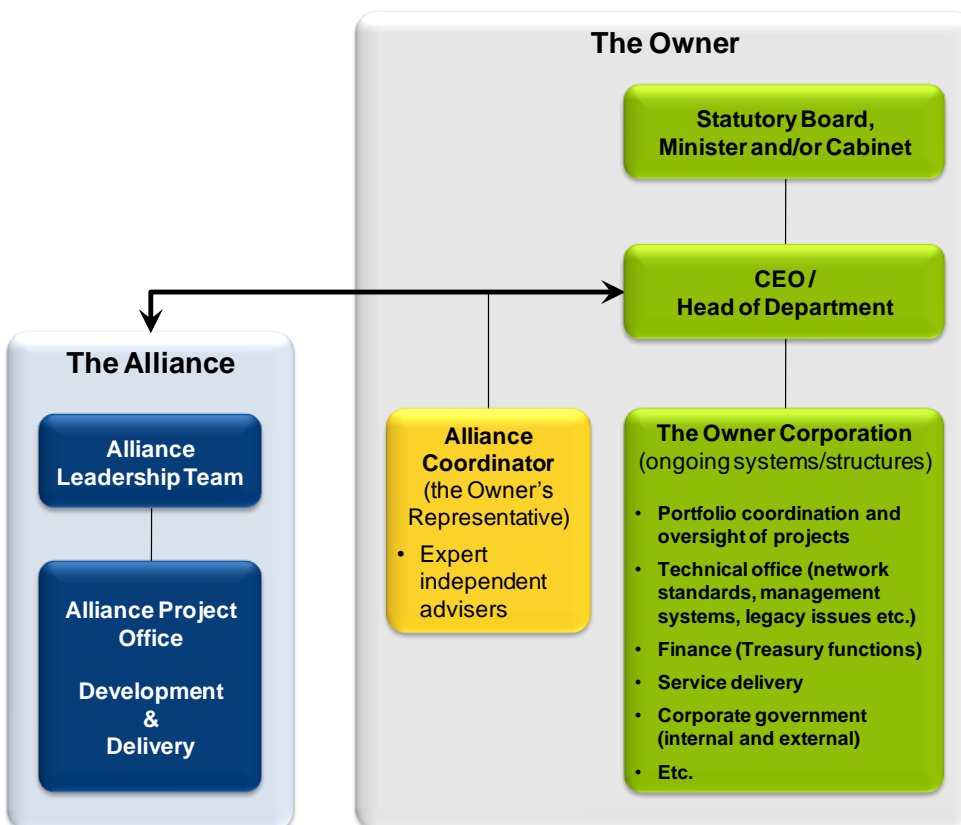 The Owner
Statutory Board,
Minister and/or Cabinet
CEO /
Head of Department
The Alliance
Alliance
Leadership Team
Alliance Project
Office
Development
&
Delivery
Alliance
Coordinator
(the Owner's
Representative)
• Expert
independent
advisers
The Owner Corporation
(ongoing systems/structures)
• Portfolio coordination and
oversight of projects
• Technical office (network
standards, management
systems, legacy issues etc.)
• Finance (Treasury functions)
• Service delivery
• Corporate government
(internal and external)
• Etc.